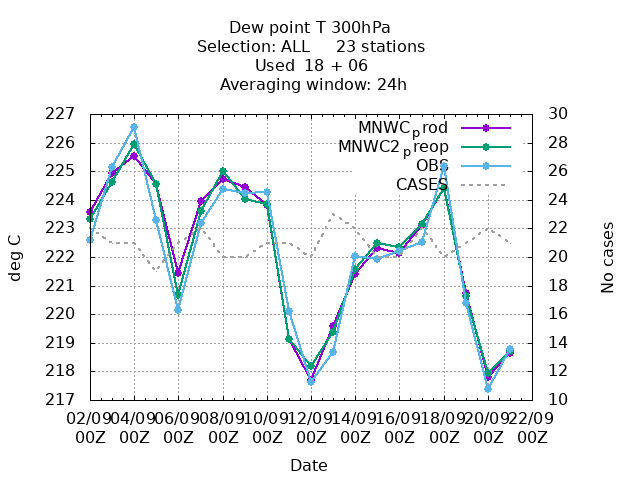 Dew point T 300hPa
Selection: ALL     23 stations
Used  18 + 06
Averaging window: 24h
227
226
225
224
223
222
221
220
219
218
217
30
28
26
24
22
20
18
16
14
12
10
deg C
No cases
MNWCprod
MNWC2preop
OBS
CASES
02/09 04/09 06/09 08/09 10/09 12/09 14/09 16/09 18/09 20/09 22/09
00Z 00Z 00Z 00Z 00Z 00Z 00Z 00Z 00Z 00Z 00Z
Date